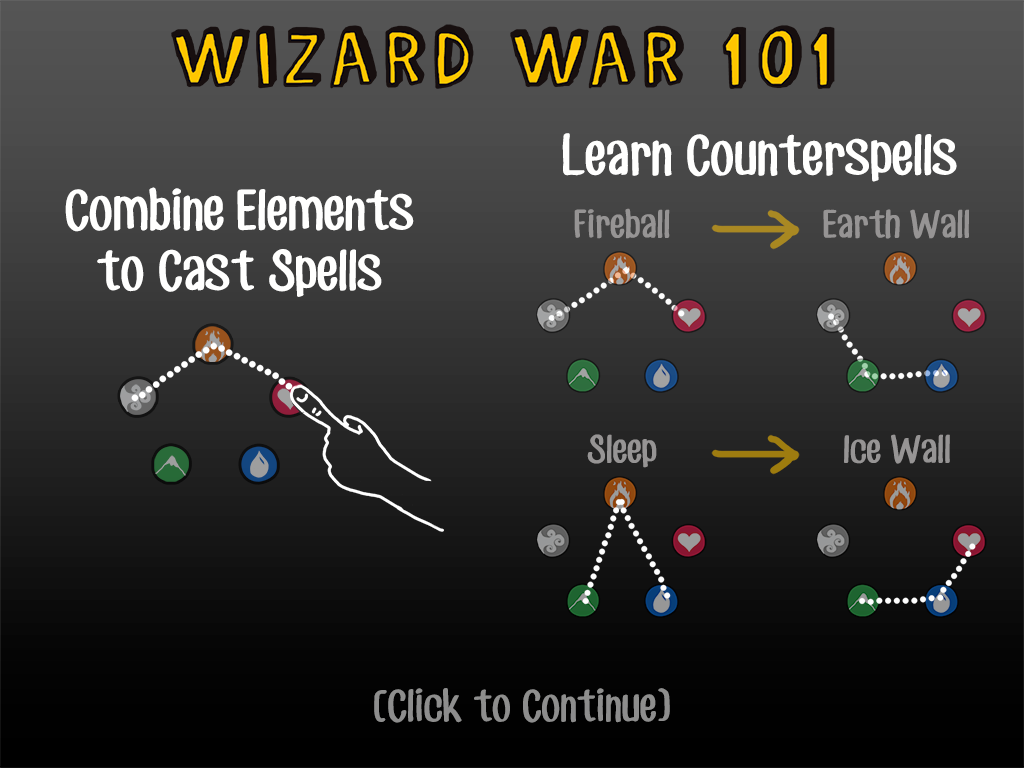 WIZARD WAR 101
Combine Elements
to Cast Spells
Learn Counterspells
Fireball
Earth Wall
Sleep
Ice Wall
(Click to Continue)